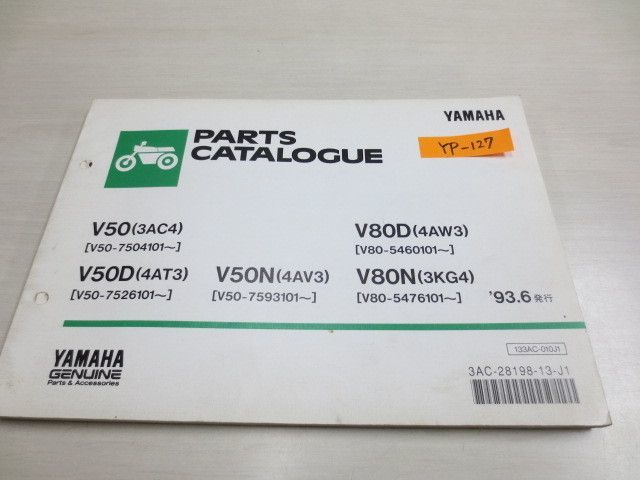 YAMAHA
PARTS
CATALOGUE
YP-127
V50(3AC4)
[V50-7504101～]
V80D(4AW3)
[V80-5460101～]
V50D(4AT3)
[V50-7526101～]
V50N(4AV3)
[V50-7593101～]
V80N(3KG4)
[V80-5476101～]
'93.6発行
YAMAHA
GENUINE
Parts & Accessories
133AC-010J1
3AC-28198-13-J1